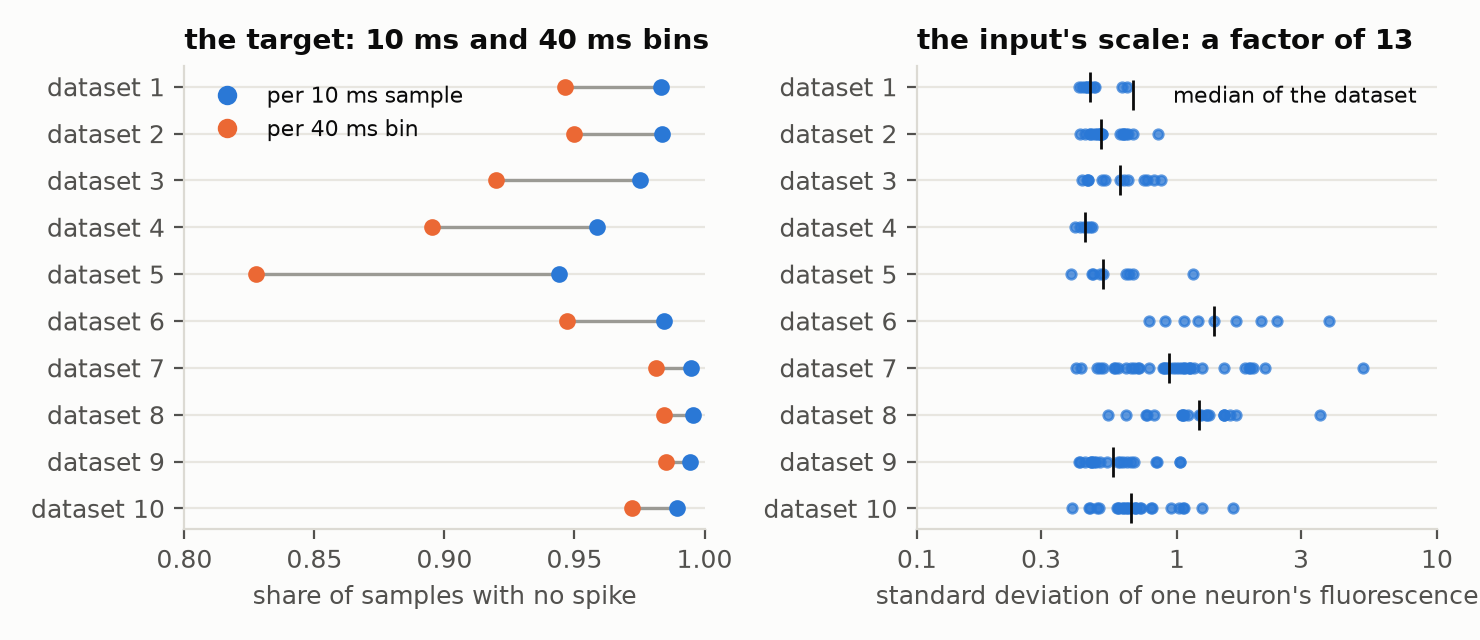 the target: 10 ms and 40 ms bins
dataset 1
dataset 2
dataset 3
dataset 4
dataset 5
dataset 6
dataset 7
dataset 8
dataset 9
dataset 10
per 10 ms sample
per 40 ms bin
0.80 0.85 0.90 0.95 1.00
share of samples with no spike
the input's scale: a factor of 13
dataset 1
dataset 2
dataset 3
dataset 4
dataset 5
dataset 6
dataset 7
dataset 8
dataset 9
dataset 10
median of the dataset
0.1 0.3 1 3 10
standard deviation of one neuron's fluorescence